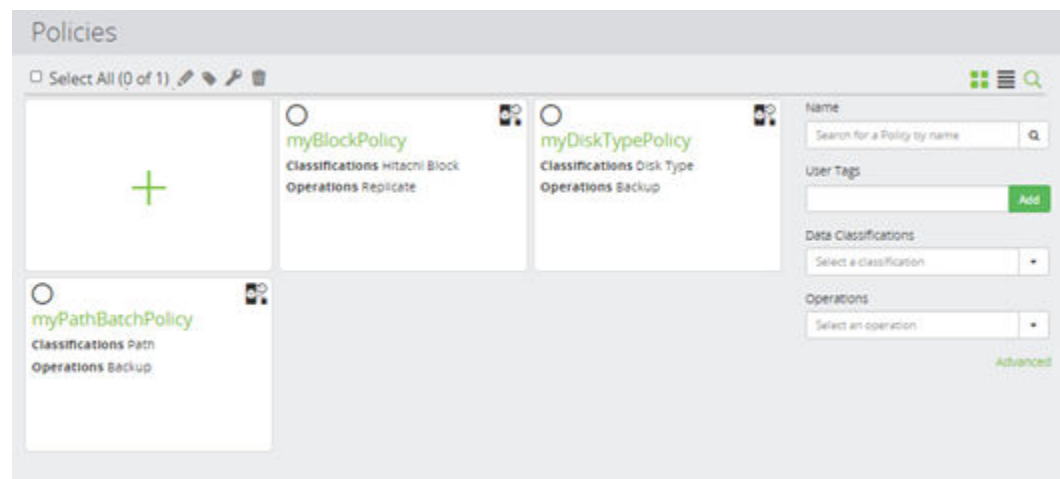 Policies
Select All (0 of 1)
myBlockPolicy
Classifications Hitachi Block
Operations Replicate
myDiskTypePolicy
Classifications Disk Type
Operations Backup
myPathBatchPolicy
Classifications Path
Operations Backup
Name
Search for a Policy by name
User Tags
Add
Data Classifications
Select a classification
Operations
Select an operation
Advanced